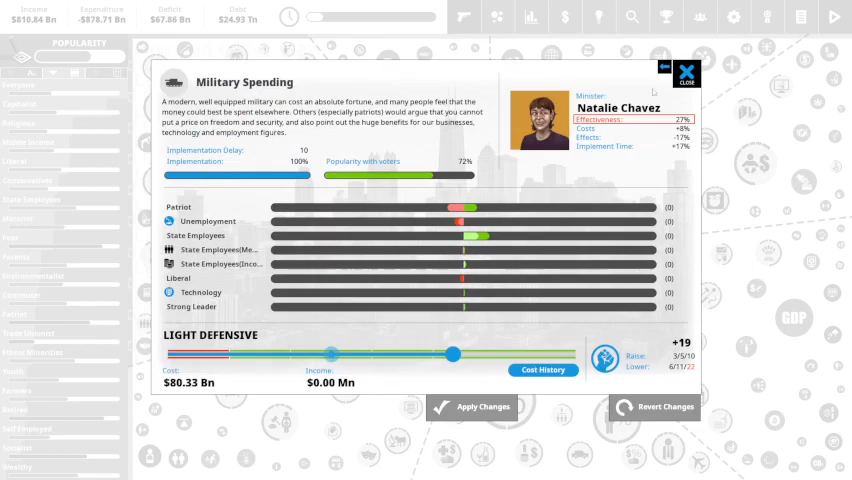 Income
Expenditure
Deficit
Debt
$810.84 Bn
-$878.71 Bn
$67.86 Bn
$24.93 Tn
POPULARITY
Everyone
Capitalist
Religious
Middle Income
Liberal
Conservatives
State Employees
Motorist
Poor
Parents
Environmentalist
Commuter
Patriot
Trade Unionist
Ethnic Minorities
Youth
Farmers
Retired
Self Employed
Socialist
Wealthy
Military Spending
CLOSE
A modern, well equipped military can cost an absolute fortune, and many people feel that the
money could best be spent elsewhere. Others (especially patriots) would argue that you cannot
put a price on freedom and security, and also point out the huge benefits for our businesses,
technology and employment figures.
Minister:
Natalie Chavez
Effectiveness: 27%
Costs +8%
Effects: -17%
Implement Time: +17%
Implementation Delay: 10
Implementation: 100%
Popularity with voters 72%
Patriot (0)
Unemployment (0)
State Employees (0)
State Employees(Me... (0)
State Employees(Inco... (0)
Liberal (0)
Technology (0)
Strong Leader (0)
LIGHT DEFENSIVE
Cost:
$80.33 Bn
Income:
$0.00 Mn
Cost History
+19
Raise: 3/5/10
Lower: 6/11/22
Apply Changes
Revert Changes
GDP